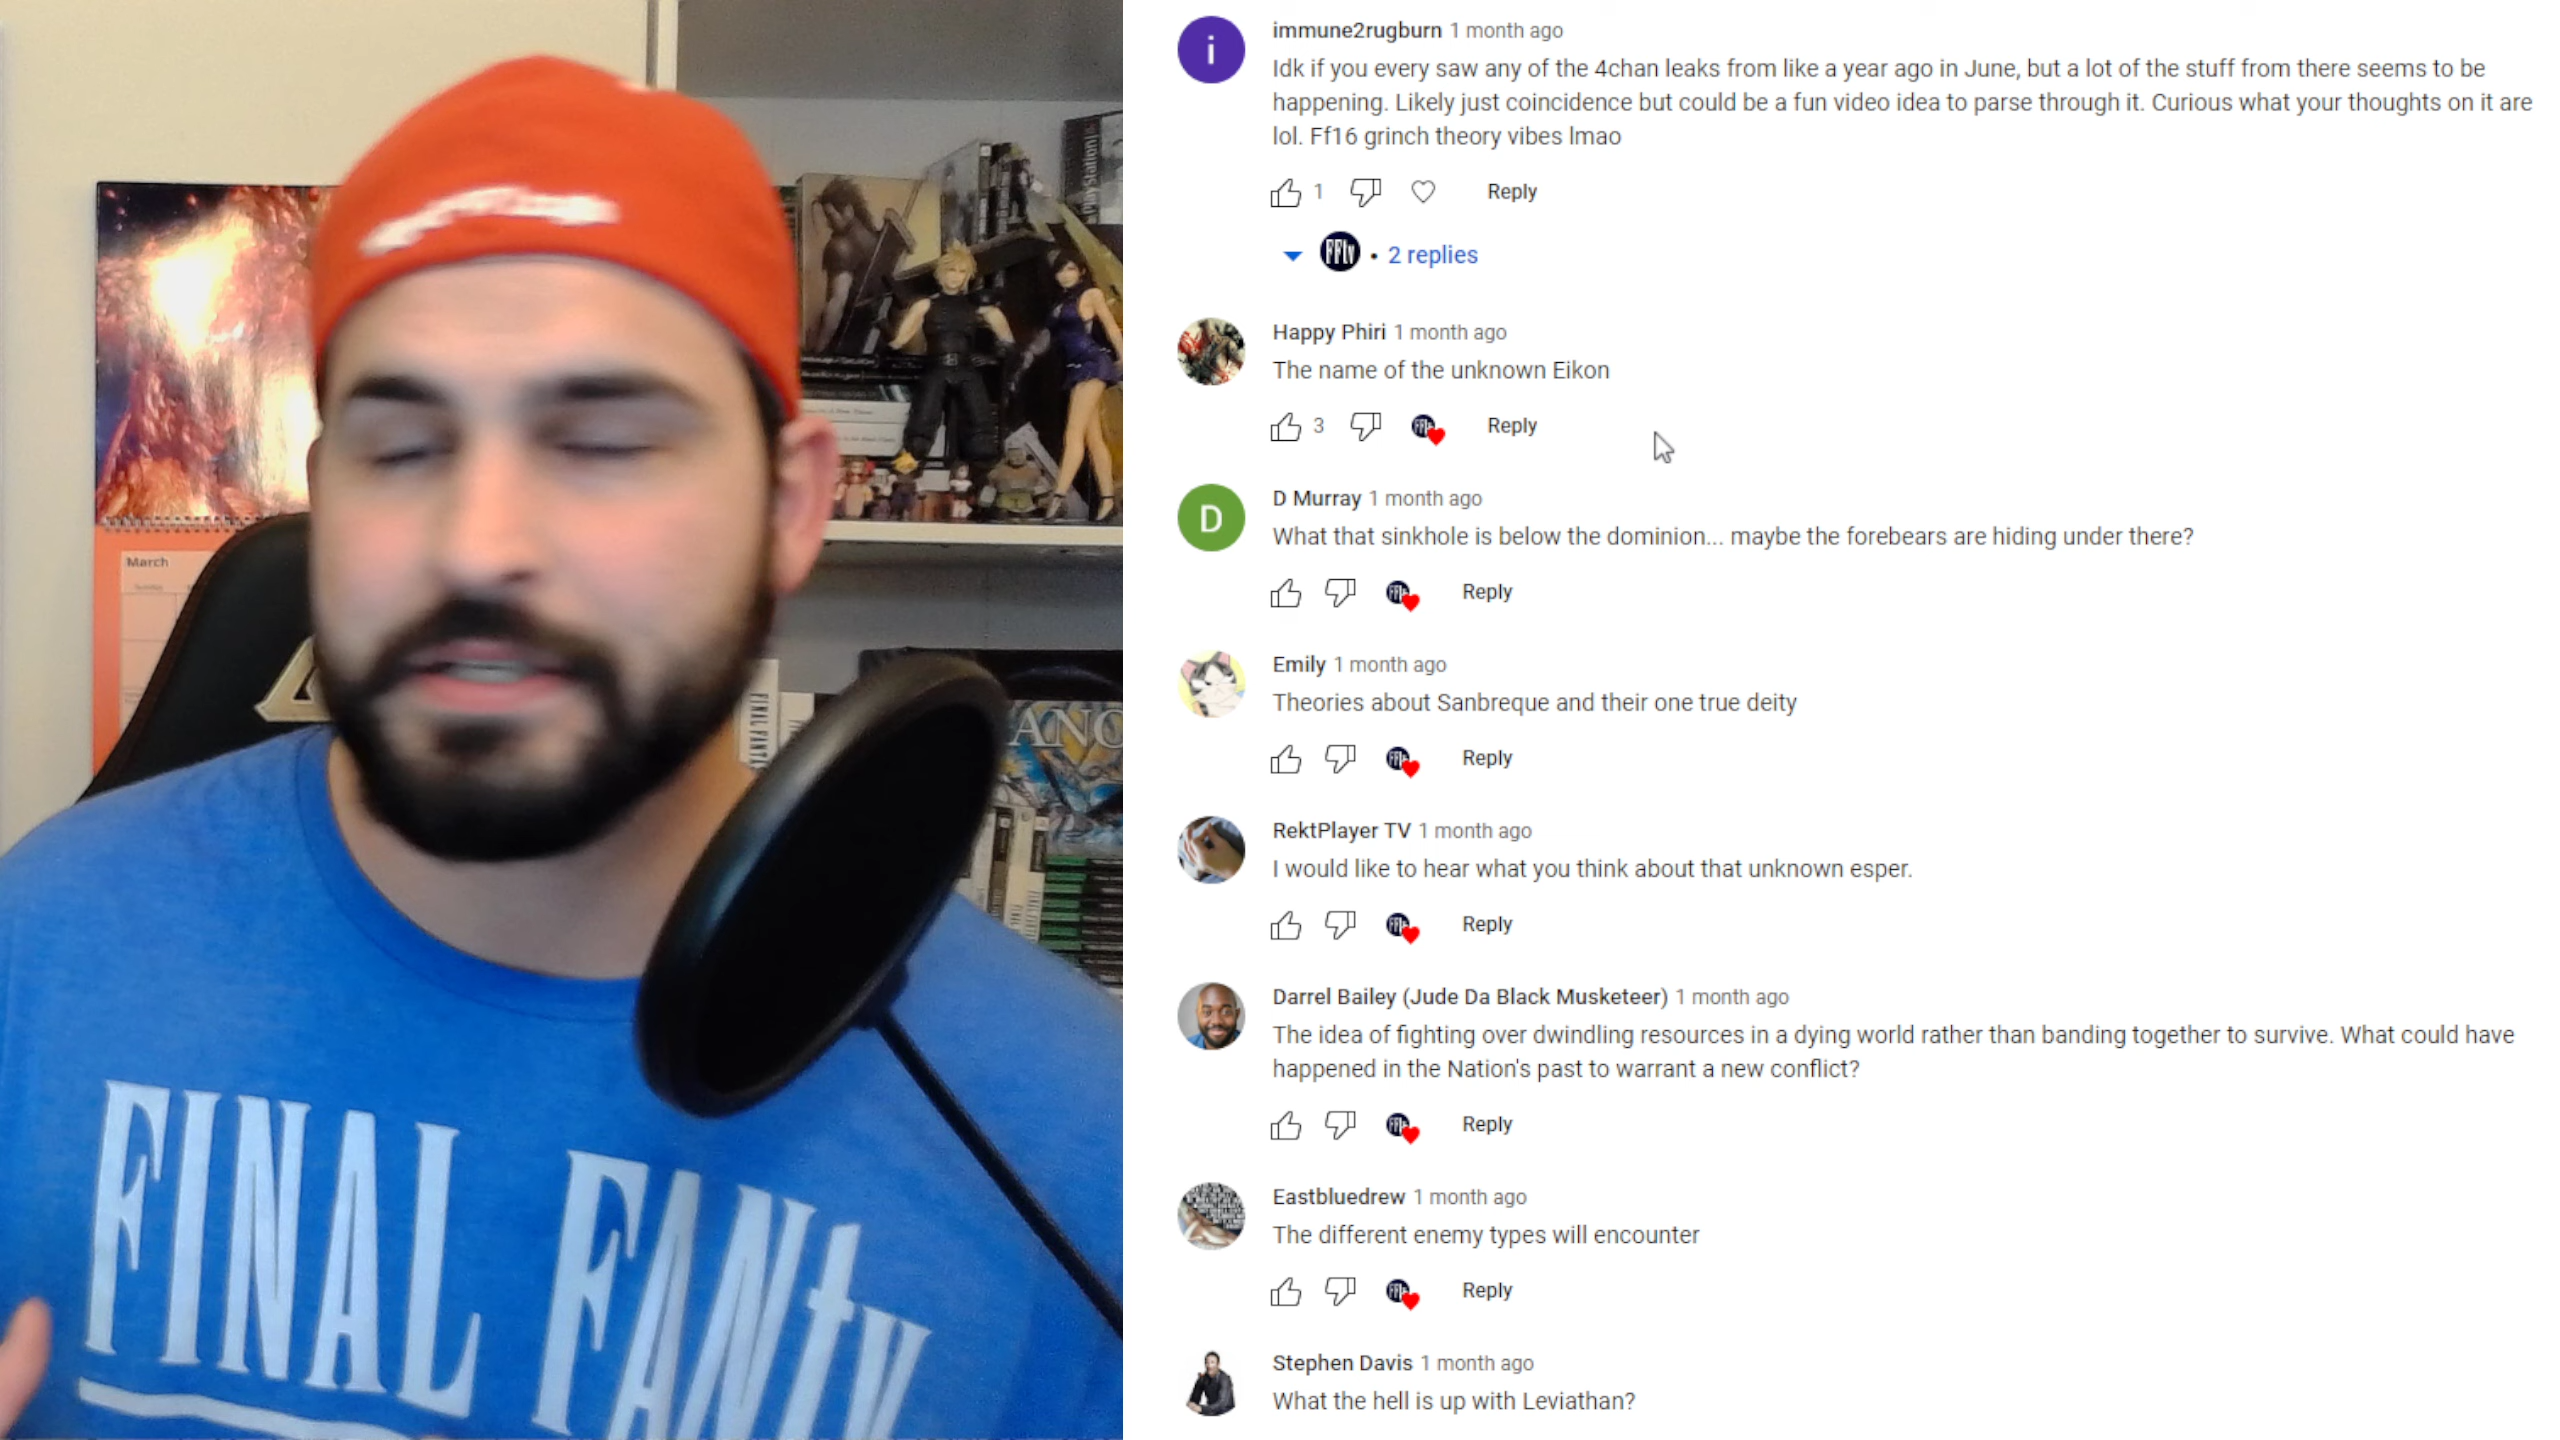 immune2rugburn 1 month ago
Idk if you every saw any of the 4chan leaks from like a year ago in June, but a lot of the stuff from there seems to be
happening. Likely just coincidence but could be a fun video idea to parse through it. Curious what your thoughts on it are
lol. Ff16 grinch theory vibes lmao
1 Reply
2 replies
Happy Phiri 1 month ago
The name of the unknown Eikon
3 Reply
D Murray 1 month ago
What that sinkhole is below the dominion... maybe the forebears are hiding under there?
Reply
Emily 1 month ago
Theories about Sanbreque and their one true deity
Reply
RektPlayer TV 1 month ago
I would like to hear what you think about that unknown esper.
Reply
Darrel Bailey (Jude Da Black Musketeer) 1 month ago
The idea of fighting over dwindling resources in a dying world rather than banding together to survive. What could have
happened in the Nation's past to warrant a new conflict?
Reply
Eastbluedrew 1 month ago
The different enemy types will encounter
Reply
Stephen Davis 1 month ago
What the hell is up with Leviathan?
i
D
PlayStation
March
FINAL FANTAS
ANO
FINAL FANtV